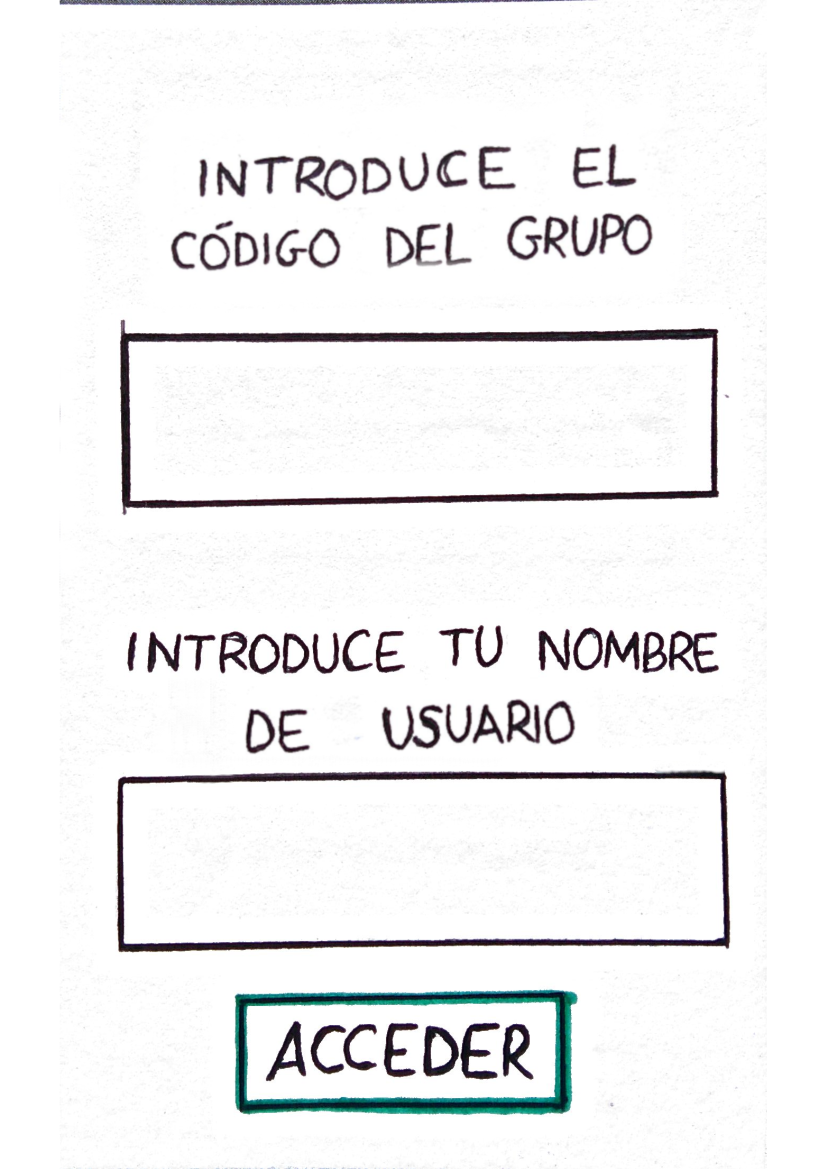 INTRODUCE EL
CÓDIGO DEL GRUPO
INTRODUCE TU NOMBRE
DE USUARIO
ACCEDER